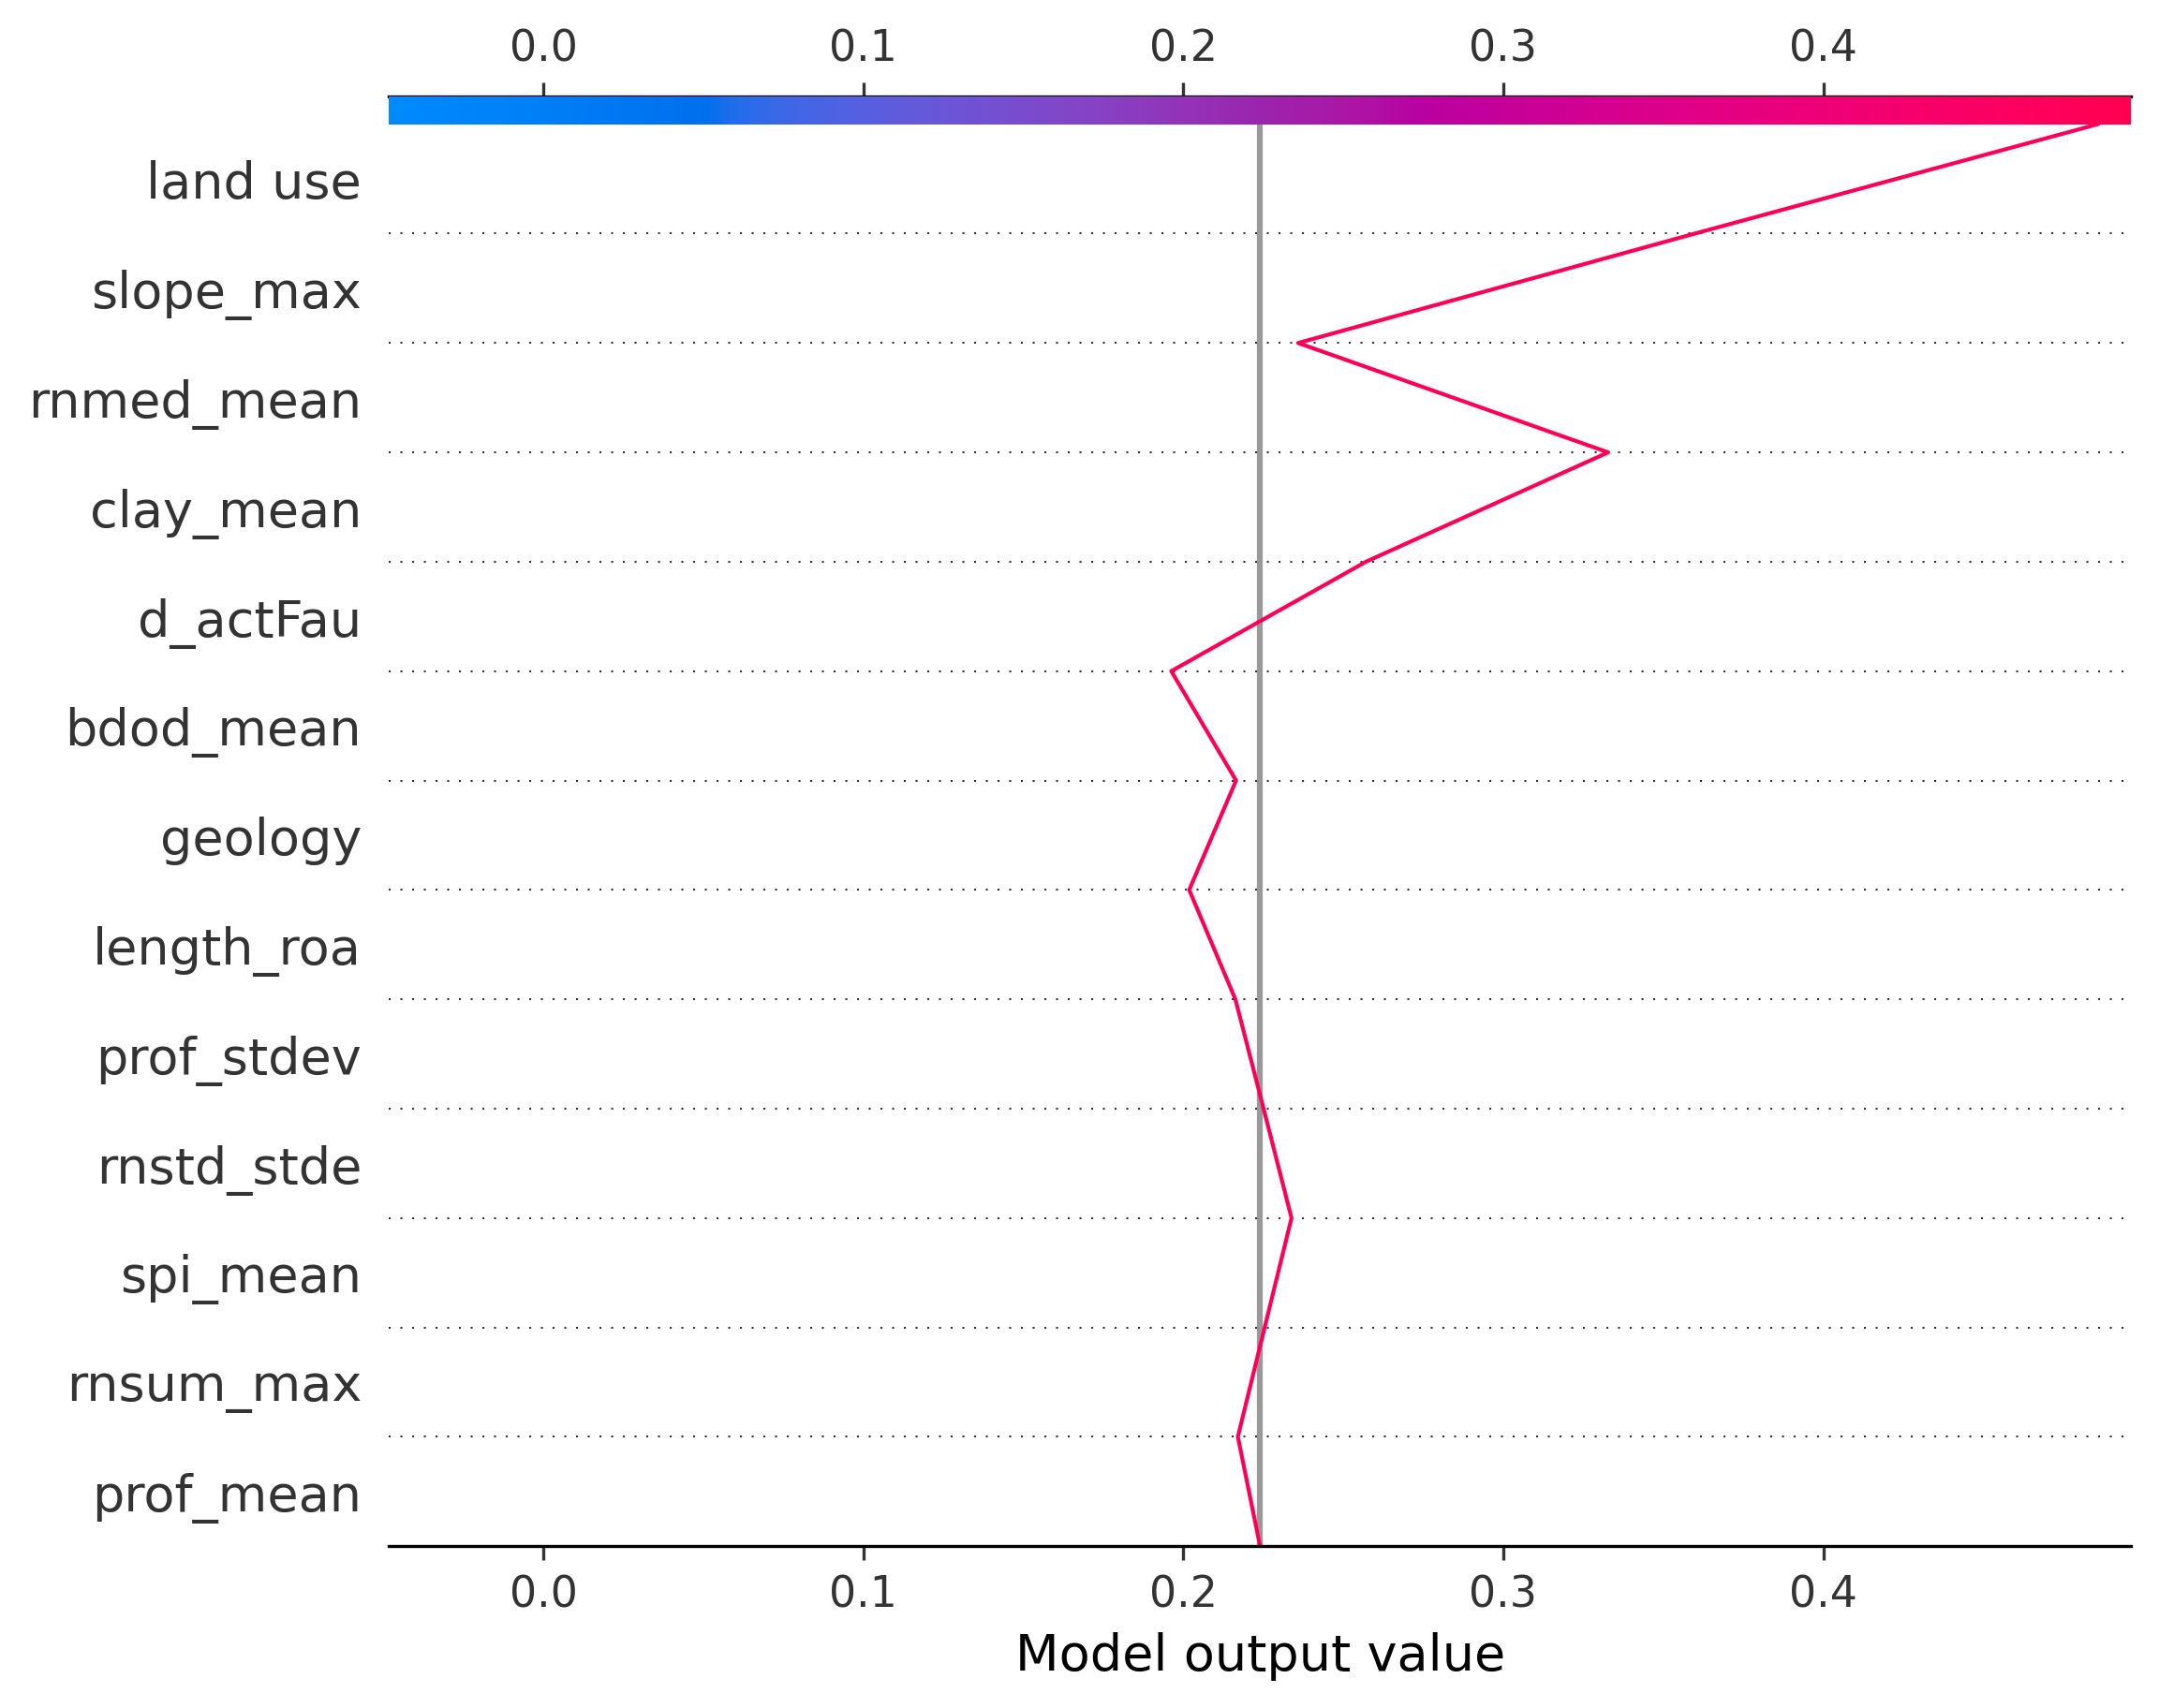 0.0 0.1 0.2 0.3 0.4
land use
slope_max
rnmed_mean
clay_mean
d_actFau
bdod_mean
geology
length_roa
prof_stdev
rnstd_stde
spi_mean
rnsum_max
prof_mean
0.0 0.1 0.2 0.3 0.4
Model output value